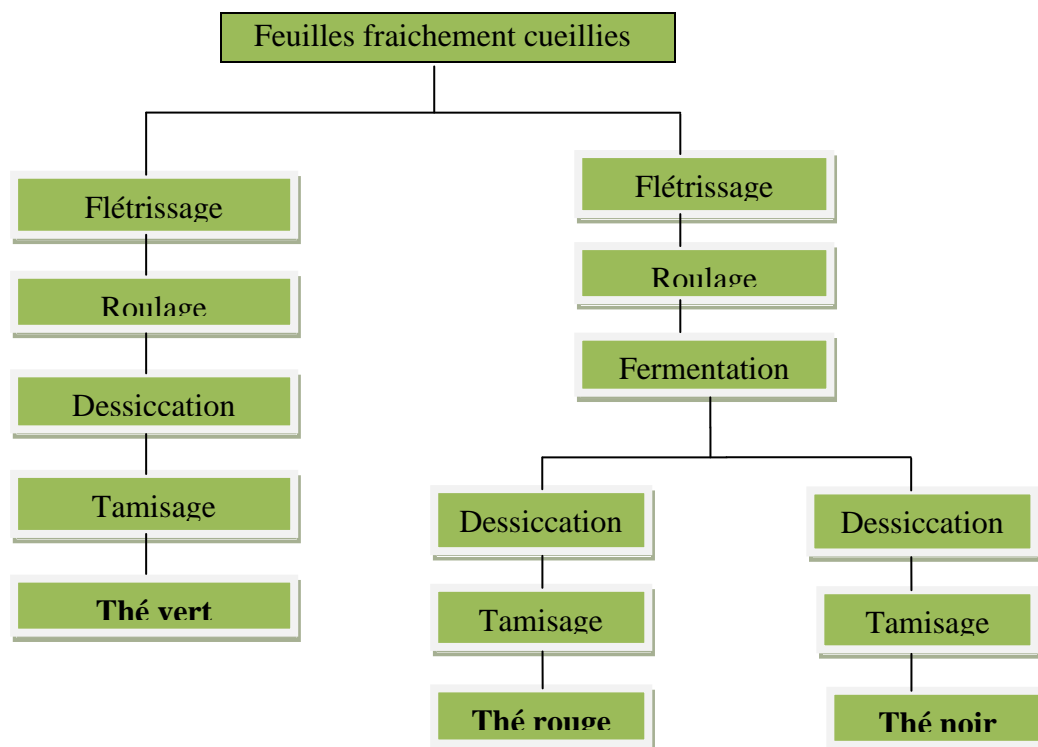 Feuilles fraichement cueillies
Flétrissage
Roulage
Dessiccation
Tamisage
Thé vert
Flétrissage
Roulage
Fermentation
Dessiccation
Tamisage
Thé rouge
Dessiccation
Tamisage
Thé noir